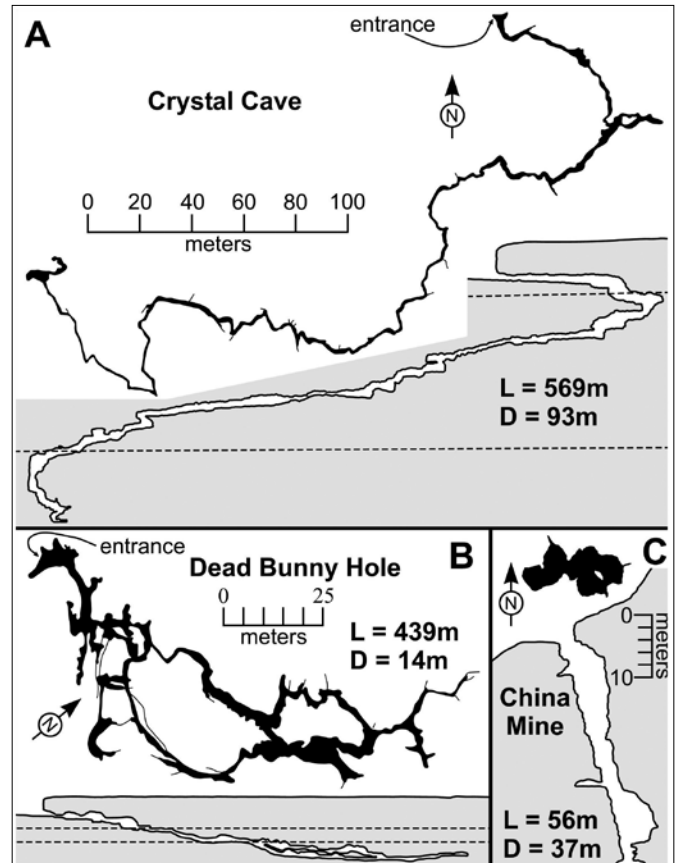 A
entrance
Crystal Cave
N
0 20 40 60 80 100
meters
L = 569m
D = 93m
B
entrance
Dead Bunny Hole
0 25
meters
L = 439m
D = 14m
N
C
N
0
meters
10
China
Mine
L = 56m
D = 37m